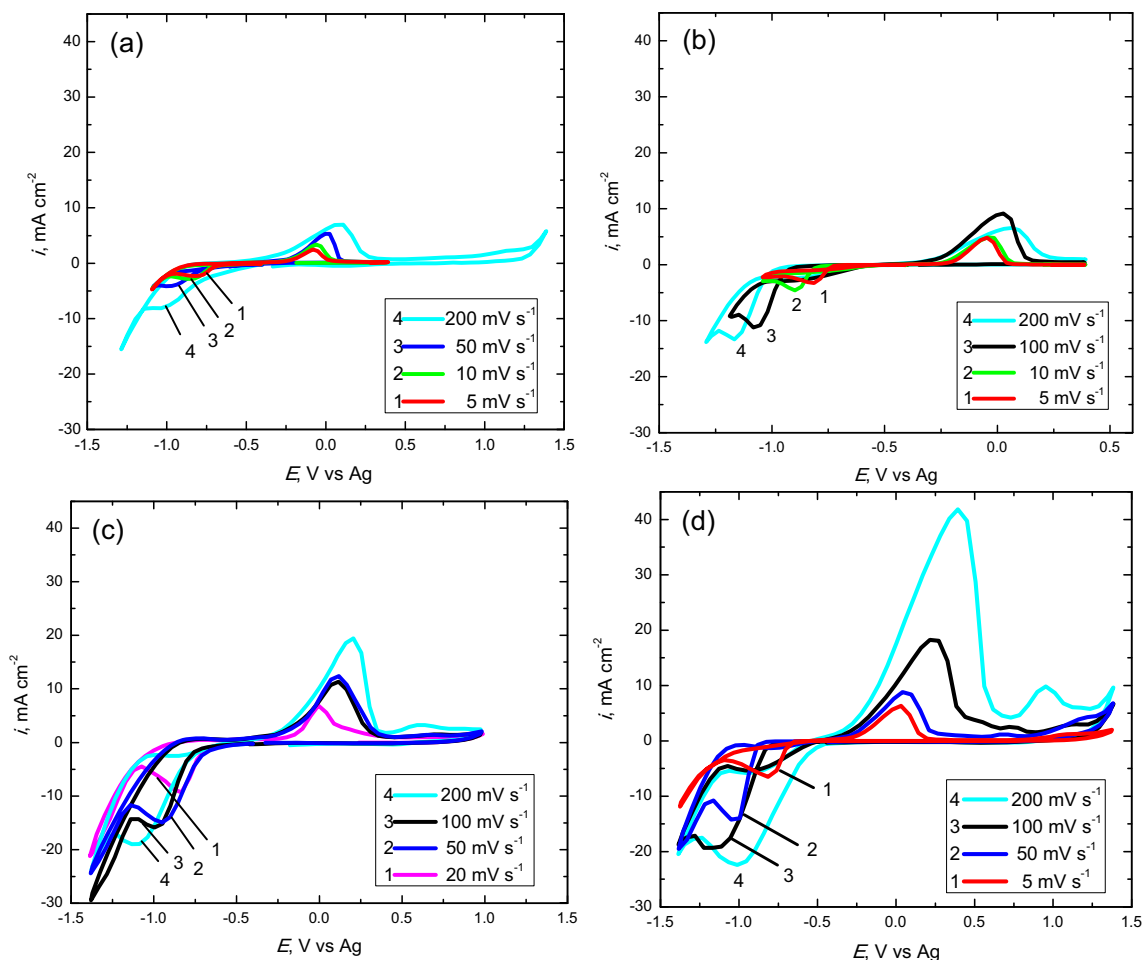 (a)
40
30
20
10
0
-10
-20
-30
i, mA cm⁻²
1
2
3
4
4 200 mV s⁻¹
3 50 mV s⁻¹
2 10 mV s⁻¹
1 5 mV s⁻¹
-1.5 -1.0 -0.5 0.0 0.5 1.0 1.5
E, V vs Ag
(b)
40
30
20
10
0
-10
-20
-30
i, mA cm⁻²
2 1
4 3
4 200 mV s⁻¹
3 100 mV s⁻¹
2 10 mV s⁻¹
1 5 mV s⁻¹
-1.5 -1.0 -0.5 0.0 0.5
E, V vs Ag
(c)
40
30
20
10
0
-10
-20
-30
i, mA cm⁻²
1
2
3
4
4 200 mV s⁻¹
3 100 mV s⁻¹
2 50 mV s⁻¹
1 20 mV s⁻¹
-1.5 -1.0 -0.5 0.0 0.5 1.0 1.5
E, V vs Ag
(d)
40
30
20
10
0
-10
-20
-30
i, mA cm⁻²
1
2
3
4
4 200 mV s⁻¹
3 100 mV s⁻¹
2 50 mV s⁻¹
1 5 mV s⁻¹
-1.5 -1.0 -0.5 0.0 0.5 1.0 1.5
E, V vs Ag